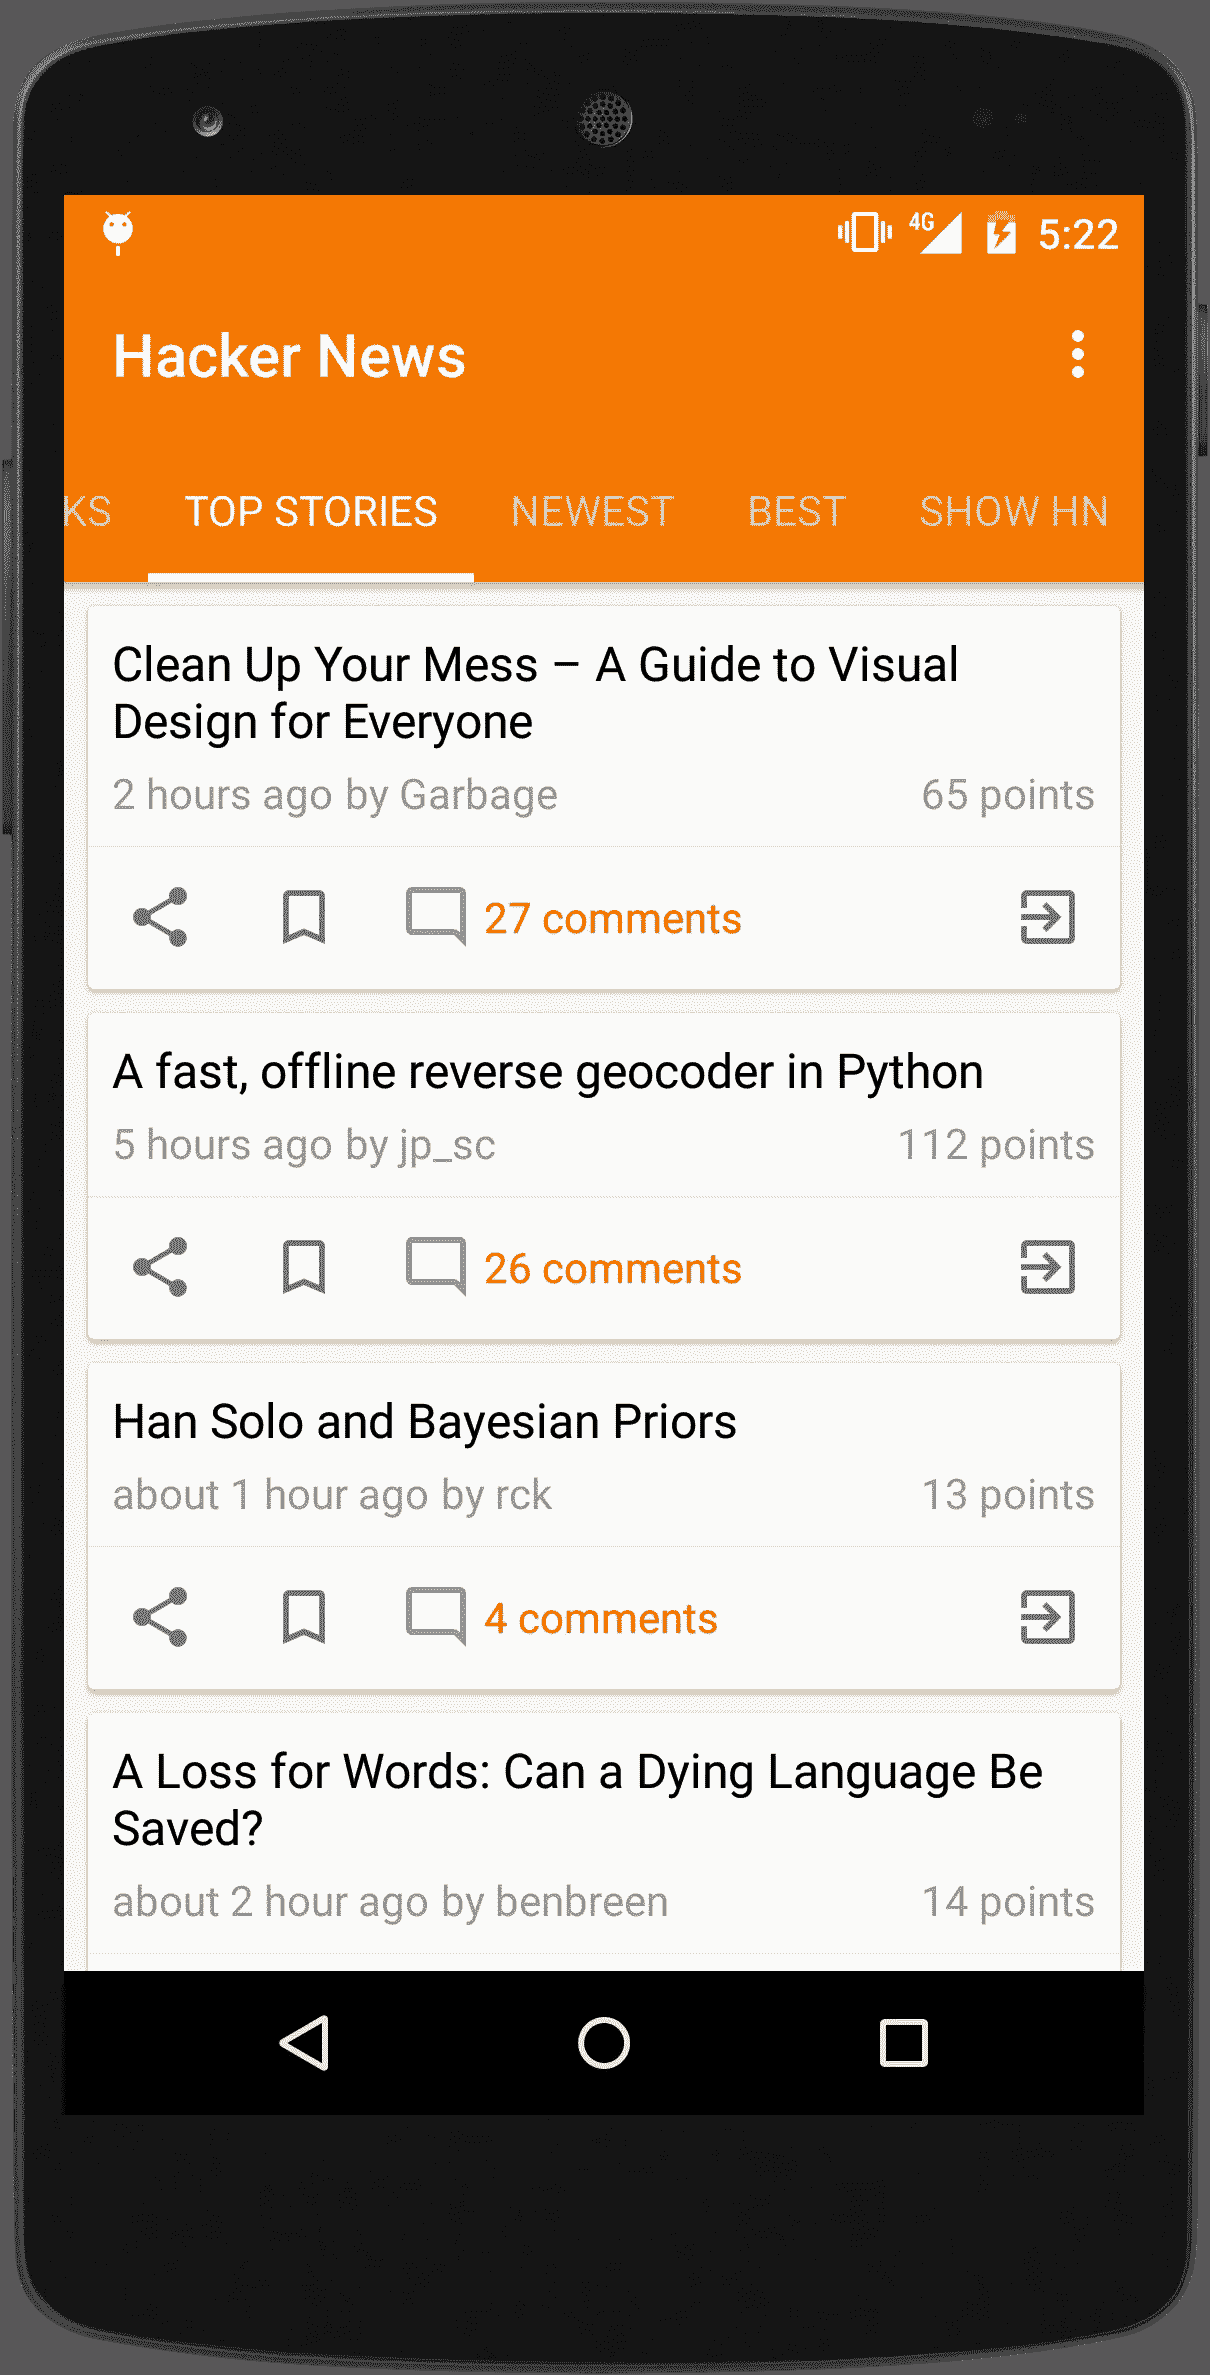 4G 5:22
Hacker News
KS TOP STORIES NEWEST BEST SHOW HN
Clean Up Your Mess – A Guide to Visual
Design for Everyone
2 hours ago by Garbage 65 points
27 comments
A fast, offline reverse geocoder in Python
5 hours ago by jp_sc 112 points
26 comments
Han Solo and Bayesian Priors
about 1 hour ago by rck 13 points
4 comments
A Loss for Words: Can a Dying Language Be
Saved?
about 2 hour ago by benbreen 14 points